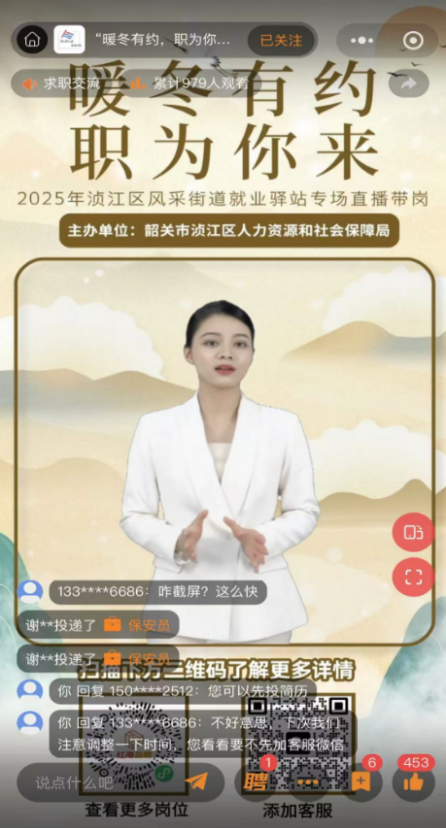 “暖冬有约，职为你...
已关注
求职交流
累计979人观看
暖冬有约
职为你来
2025年浈江区风采街道就业驿站专场直播带岗
主办单位：韶关市浈江区人力资源和社会保障局
133****6686：咋截屏？这么快
谢**投递了 保安员
谢**投递了 保安员
扫描下方二维码了解更多详情
你 回复 150****2512：您可以先投简历
你 回复 133****6686：不好意思，下次我们
注意调整一下时间，您看看要不先加客服微信
说点什么吧
聘
1
6
453
查看更多岗位
添加客服